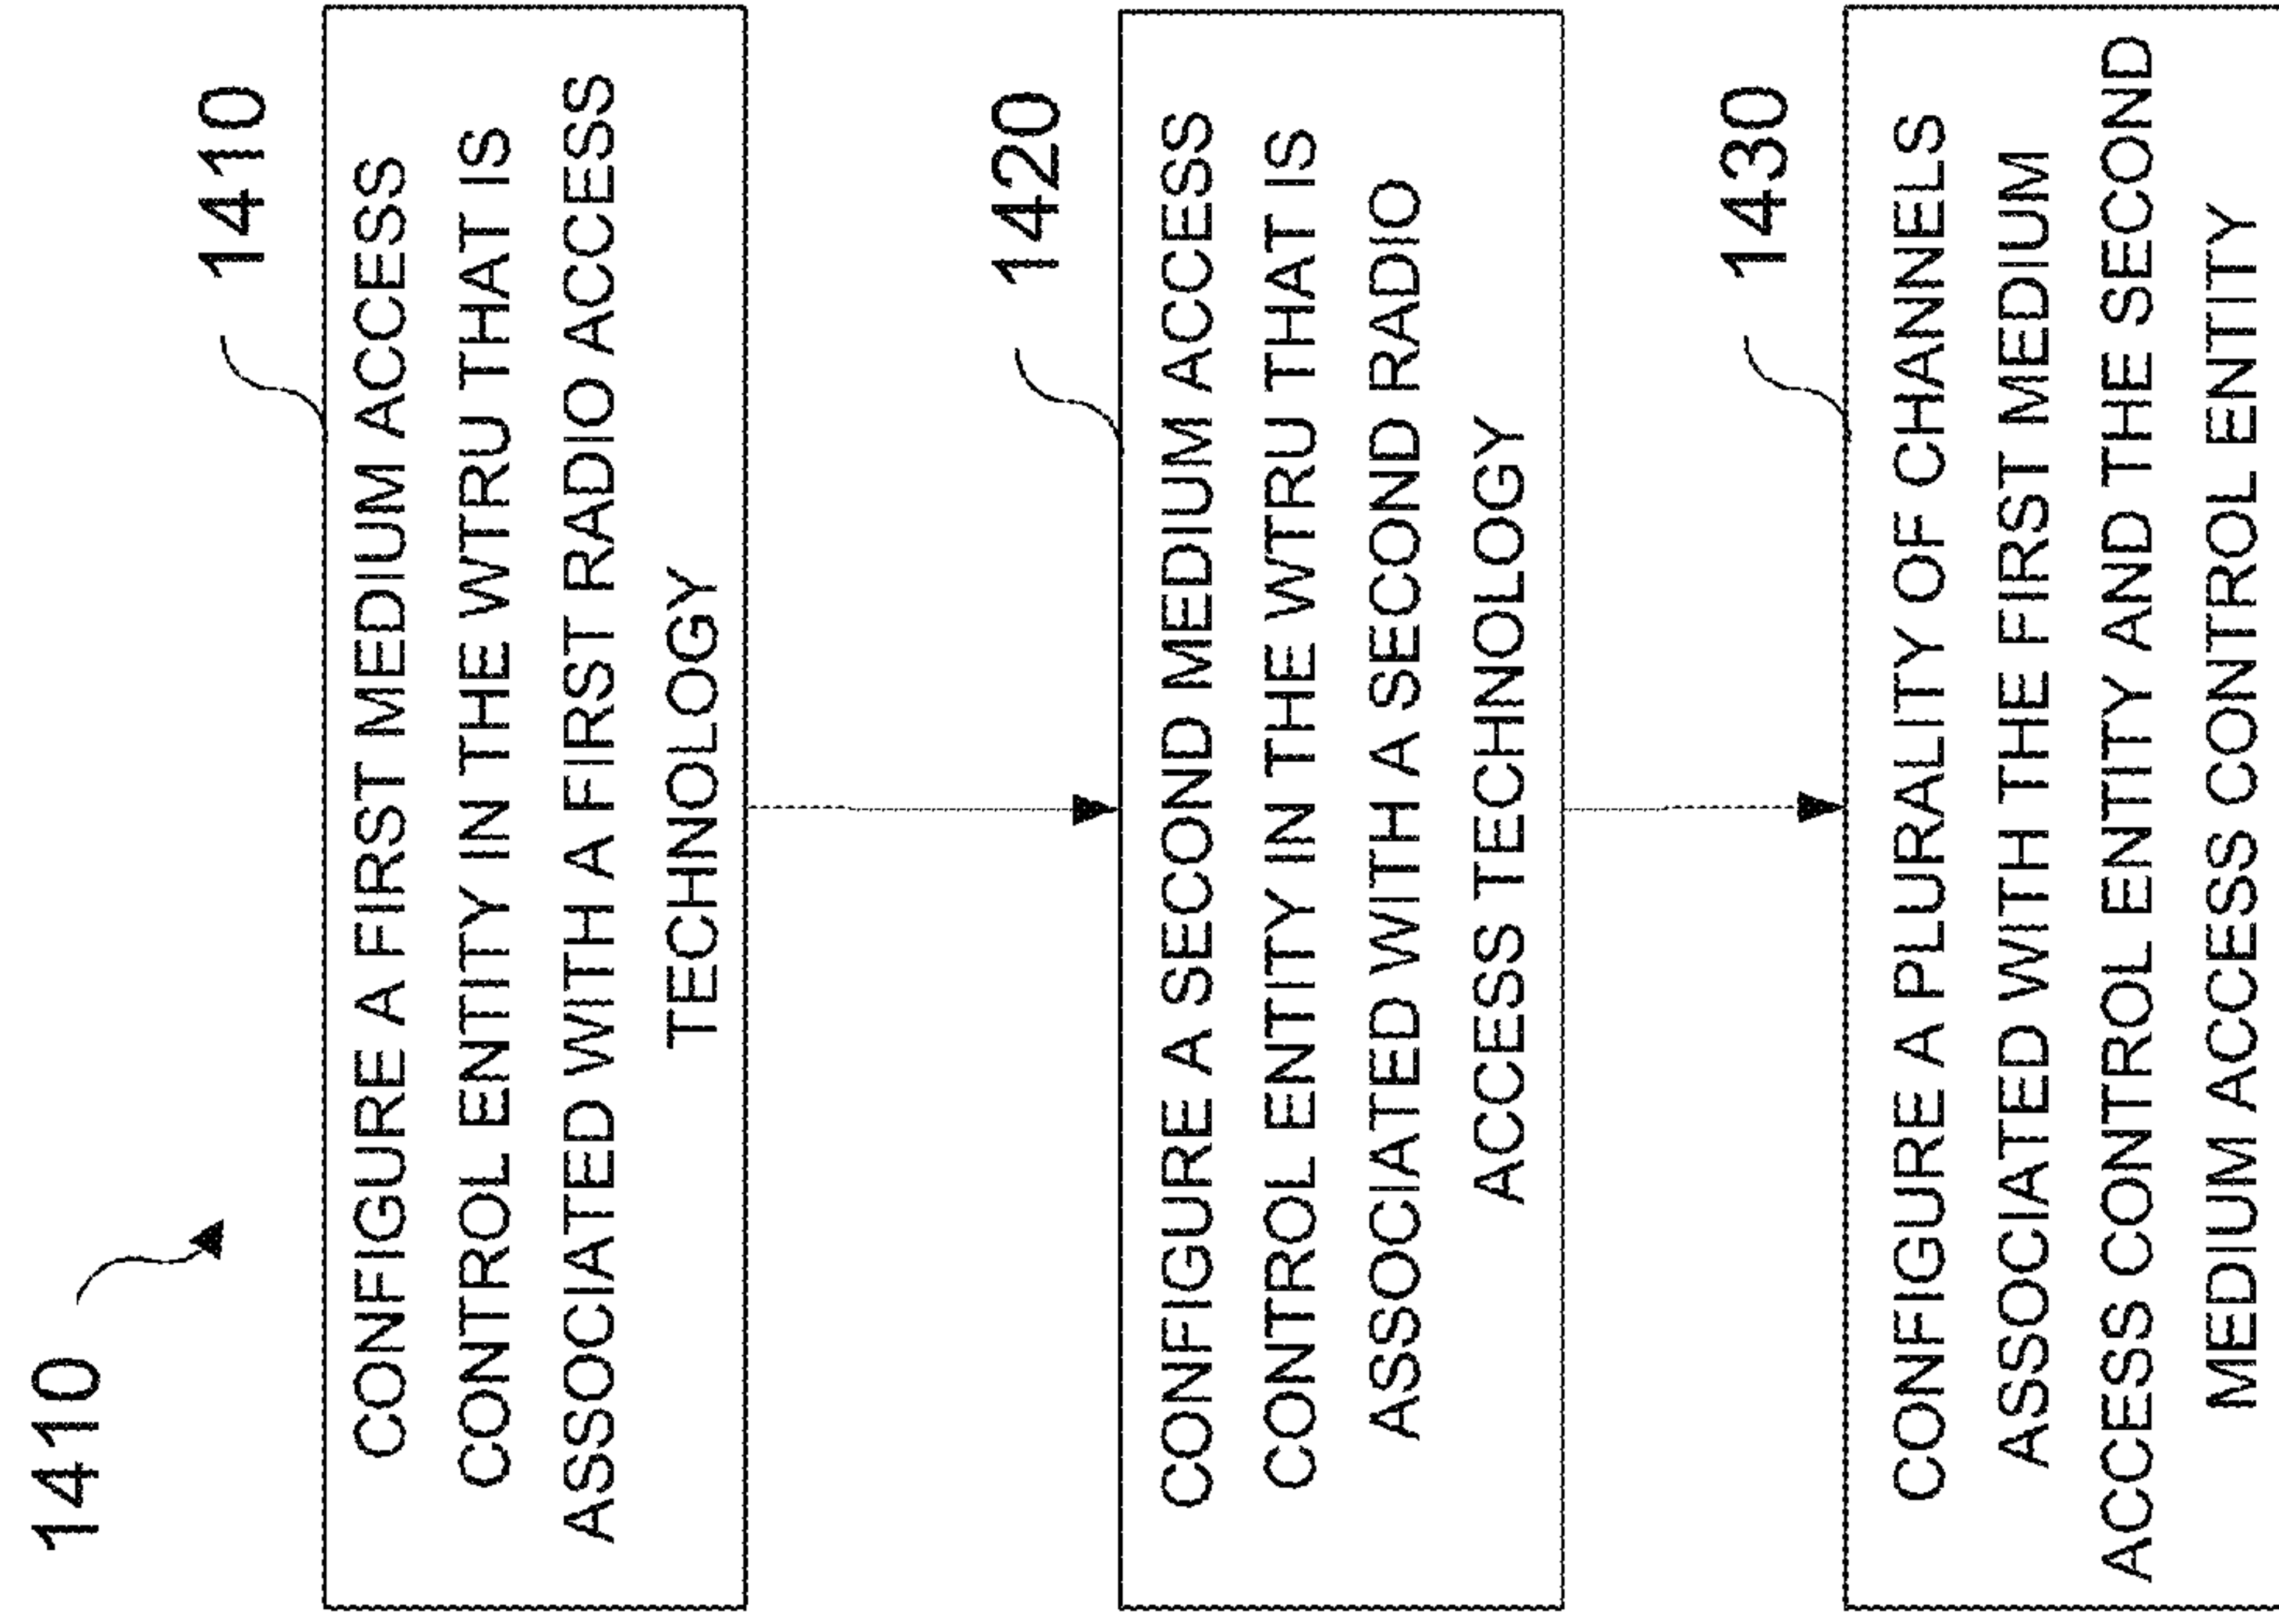 1410
1410
CONFIGURE A FIRST MEDIUM ACCESS
CONTROL ENTITY IN THE WTRU THAT IS
ASSOCIATED WITH A FIRST RADIO ACCESS
TECHNOLOGY
1420
CONFIGURE A SECOND MEDIUM ACCESS
CONTROL ENTITY IN THE WTRU THAT IS
ASSOCIATED WITH A SECOND RADIO
ACCESS TECHNOLOGY
1430
CONFIGURE A PLURALITY OF CHANNELS
ASSOCIATED WITH THE FIRST MEDIUM
ACCESS CONTROL ENTITY AND THE SECOND
MEDIUM ACCESS CONTROL ENTITY